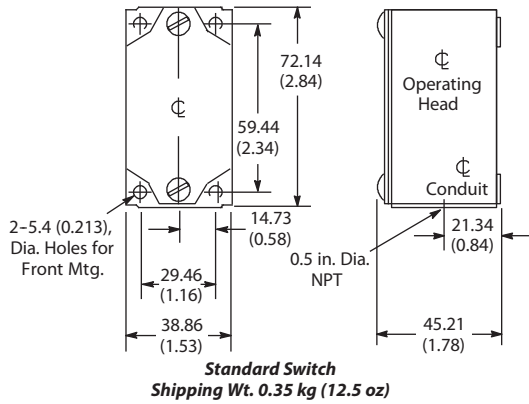 72.14
(2.84)
59.44
(2.34)
℄
℄
Operating
Head
℄
Conduit
2–5.4 (0.213),
Dia. Holes for
Front Mtg.
14.73
(0.58)
0.5 in. Dia.
NPT
21.34
(0.84)
29.46
(1.16)
38.86
(1.53)
45.21
(1.78)
Standard Switch
Shipping Wt. 0.35 kg (12.5 oz)